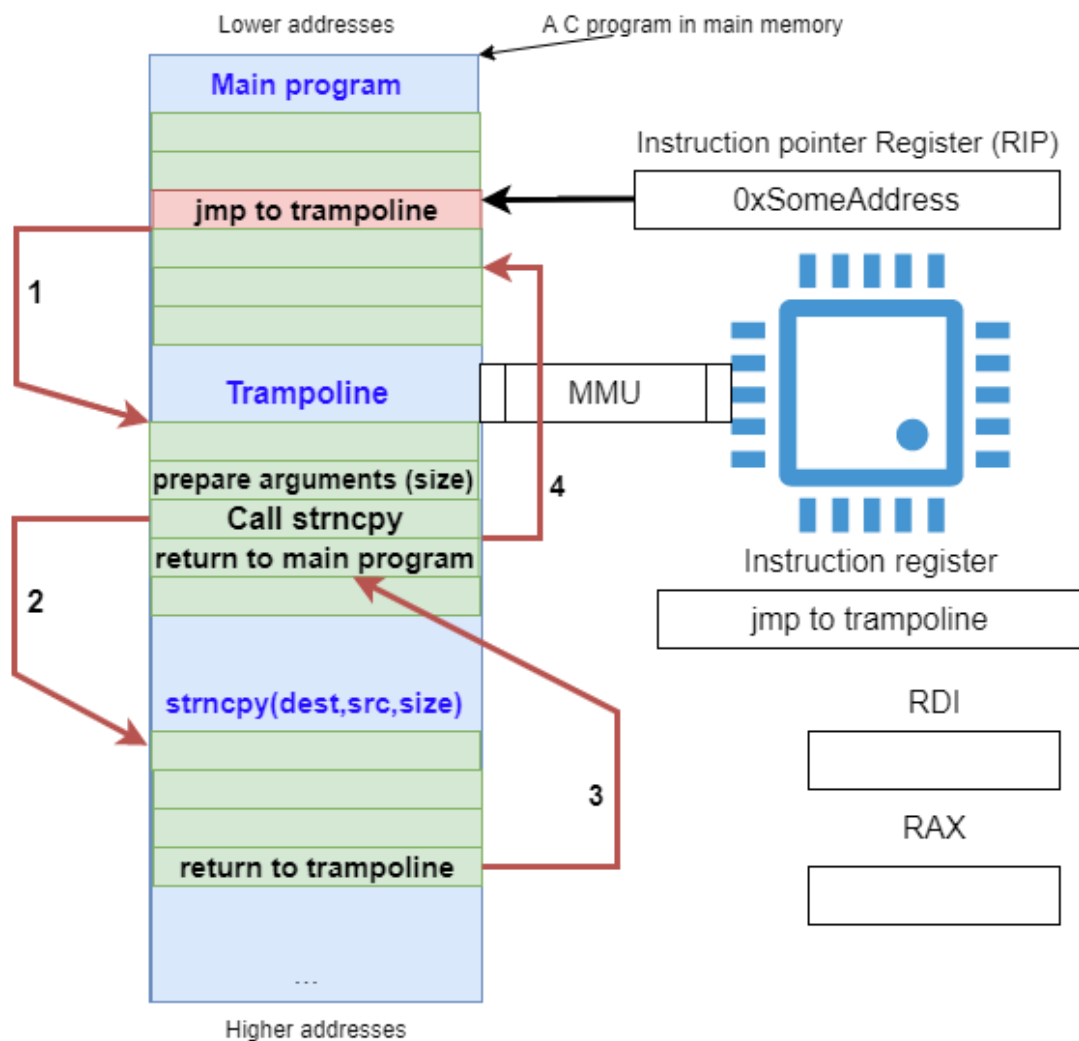 Lower addresses
A C program in main memory
Main program
Instruction pointer Register (RIP)
0xSomeAddress
jmp to trampoline
1
Trampoline
MMU
prepare arguments (size)
4
Call strncpy
return to main program
Instruction register
2
jmp to trampoline
strncpy(dest,src,size)
RDI
3
RAX
return to trampoline
...
Higher addresses